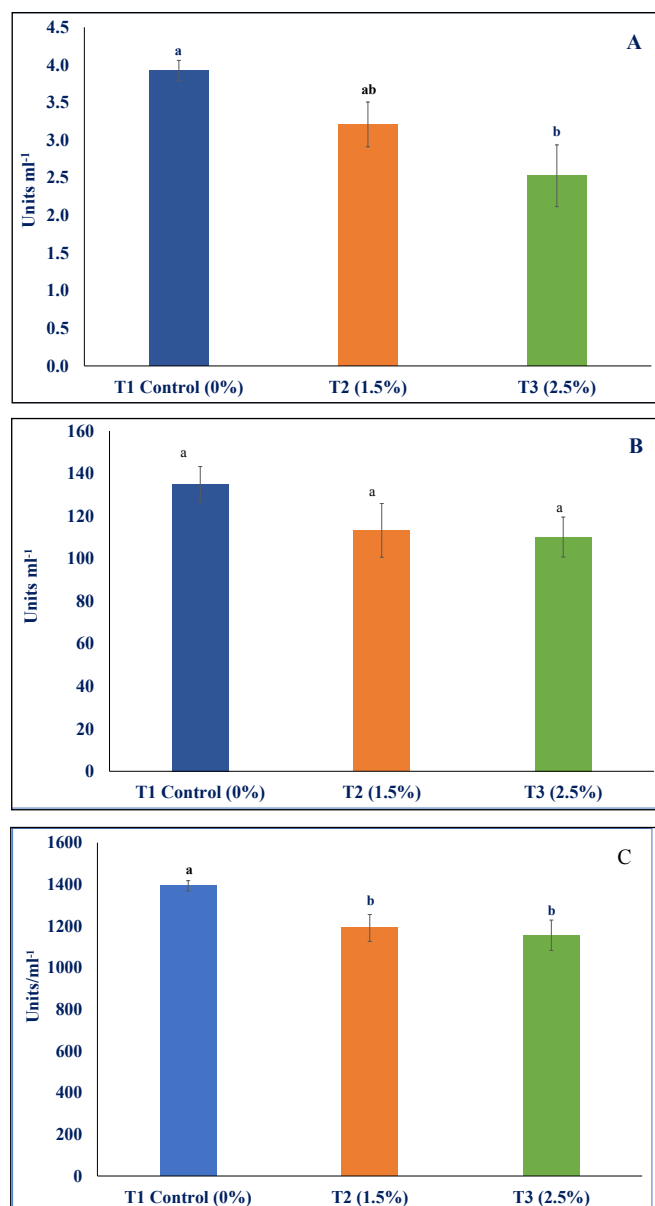 A
4.5
4.0
3.5
3.0
2.5
2.0
1.5
1.0
0.5
0.0
Units ml⁻¹
a
ab
b
T1 Control (0%) T2 (1.5%) T3 (2.5%)
B
160
140
120
100
80
60
40
20
0
Units ml⁻¹
a
a
a
T1 Control (0%) T2 (1.5%) T3 (2.5%)
C
1600
1400
1200
1000
800
600
400
200
0
Units/ml⁻¹
a
b
b
T1 Control (0%) T2 (1.5%) T3 (2.5%)